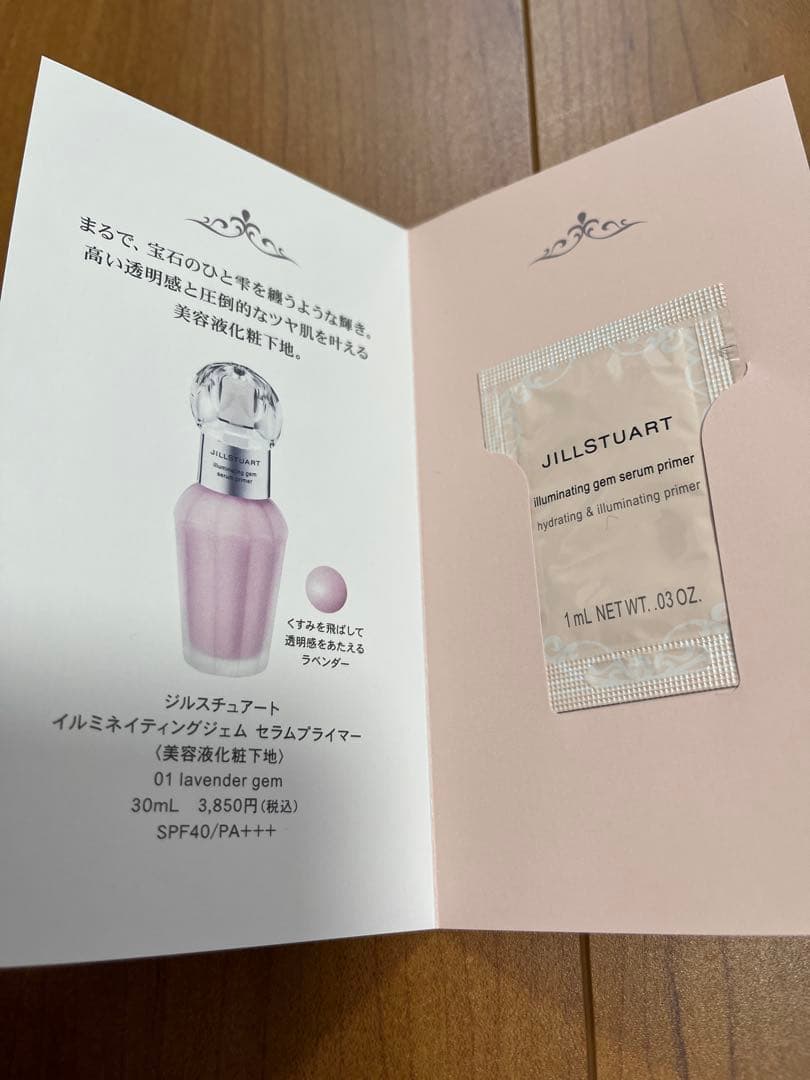 まるで、宝石のひと雫を纏うような輝き。
高い透明感と圧倒的なツヤ肌を叶える
美容液化粧下地。
JILLSTUART
illuminating gem
serum primer
くすみを飛ばして
透明感をあたえる
ラベンダー
ジルスチュアート
イルミネイティングジェム セラムプライマー
〈美容液化粧下地〉
01 lavender gem
30mL 3,850円(税込)
SPF40/PA+++
JILLSTUART
illuminating gem serum primer
hydrating & illuminating primer
1 mL NET WT. .03 OZ.